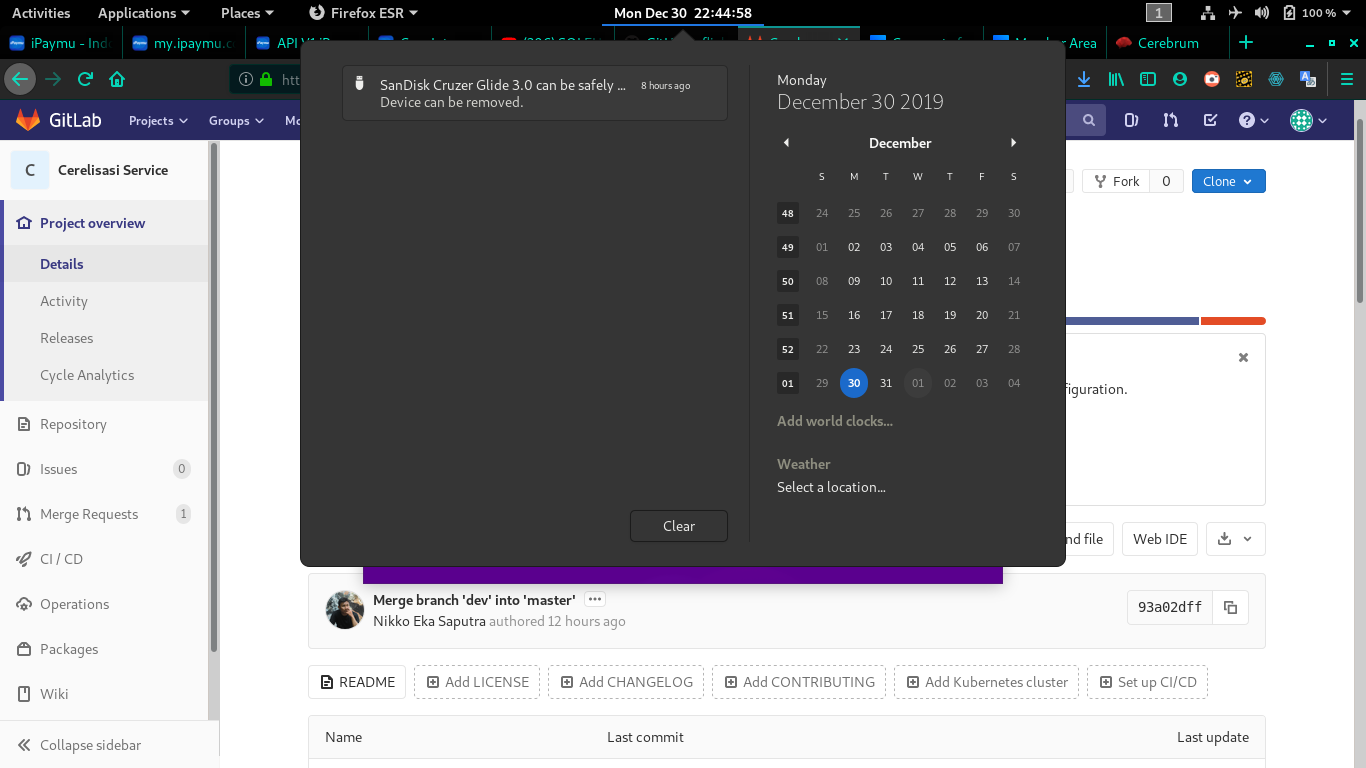 Activities Applications Places Firefox ESR Mon Dec 30 22:44:58 1 100 %
iPaymu - Ind my.ipaymu.c API V1 iP Member Area Cerebrum
htt
GitLab Projects Groups Mo
C Cerelisasi Service
Project overview
Details
Activity
Releases
Cycle Analytics
Repository
Issues 0
Merge Requests 1
CI / CD
Operations
Packages
Wiki
Collapse sidebar
SanDisk Cruzer Glide 3.0 can be safely ... 8 hours ago
Device can be removed.
Clear
Monday
December 30 2019
December
S M T W T F S
48 24 25 26 27 28 29 30
49 01 02 03 04 05 06 07
50 08 09 10 11 12 13 14
51 15 16 17 18 19 20 21
52 22 23 24 25 26 27 28
01 29 30 31 01 02 03 04
Add world clocks...
Weather
Select a location...
Fork 0 Clone
figuration.
nd file Web IDE
Merge branch 'dev' into 'master'
Nikko Eka Saputra authored 12 hours ago
93a02dff
README Add LICENSE Add CHANGELOG Add CONTRIBUTING Add Kubernetes cluster Set up CI/CD
Name Last commit Last update